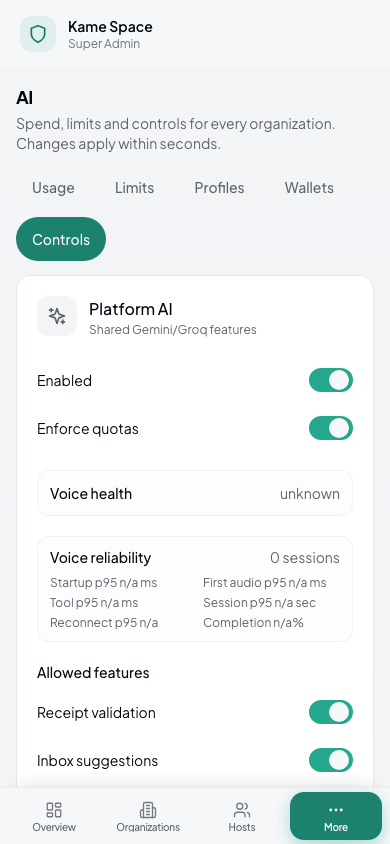 Kame Space
Super Admin
AI
Spend, limits and controls for every organization.
Changes apply within seconds.
Usage
Limits
Profiles
Wallets
Controls
Platform AI
Shared Gemini/Groq features
Enabled
Enforce quotas
Voice health
unknown
Voice reliability
0 sessions
Startup p95 n/a ms
First audio p95 n/a ms
Tool p95 n/a ms
Session p95 n/a sec
Reconnect p95 n/a
Completion n/a%
Allowed features
Receipt validation
Inbox suggestions
Overview
Organizations
Hosts
More